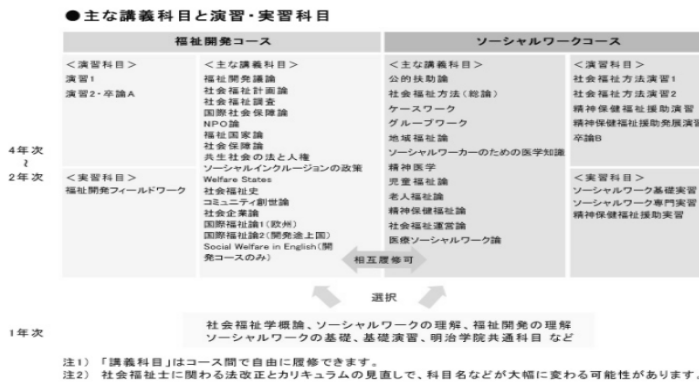 ●主な講義科目と演習・実習科目
福祉開発コース
＜演習科目＞
演習1
演習2・卒論A
＜実習科目＞
福祉開発フィールドワーク
＜主な講義科目＞
福祉開発議論
社会福祉計画論
社会福祉調査
国際社会保障論
NPO論
福祉国家論
社会保障論
共生社会の法と人権
ソーシャルインクルージョンの政策
Welfare States
社会福祉史
コミュニティ創世論
社会企業論
国際福祉論1（欧州）
国際福祉論2（開発途上国）
Social Welfare in English（開
発コースのみ）
ソーシャルワークコース
＜主な講義科目＞
公的扶助論
社会福祉方法（総論）
ケースワーク
グループワーク
地域福祉論
ソーシャルワーカーのための医学知識
精神医学
児童福祉論
老人福祉論
精神保健福祉論
社会福祉運営論
医療ソーシャルワーク論
＜演習科目＞
社会福祉方法演習1
社会福祉方法演習2
精神保健福祉援助演習
精神保健福祉援助発展演習
卒論B
＜実習科目＞
ソーシャルワーク基礎実習
ソーシャルワーク専門実習
精神保健福祉援助実習
相互履修可
4年次
～
2年次
選択
1年次
社会福祉学概論、ソーシャルワークの理解、福祉開発の理解
ソーシャルワークの基礎、基礎演習、明治学院共通科目 など
注1） 「講義科目」はコース間で自由に履修できます。
注2） 社会福祉士に関わる法改正とカリキュラムの見直しで、科目名などが大幅に変わる可能性があります。